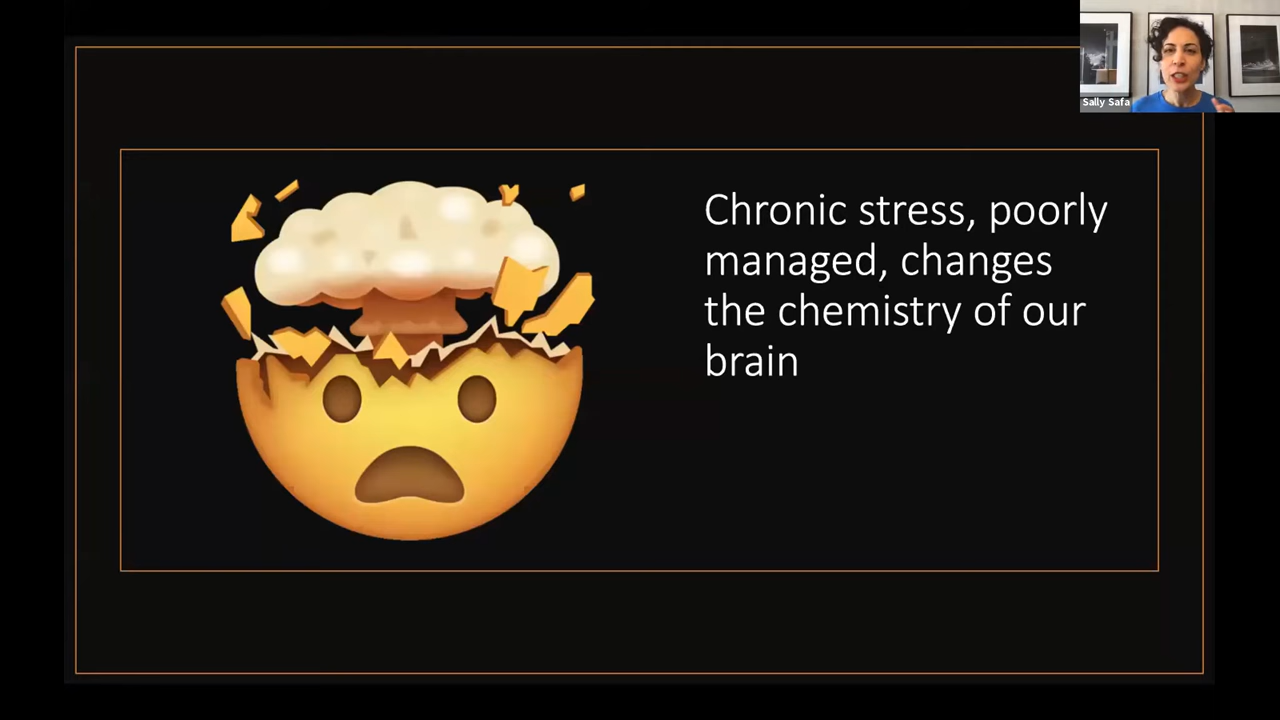 Sally Safa
Chronic stress, poorly
managed, changes
the chemistry of our
brain